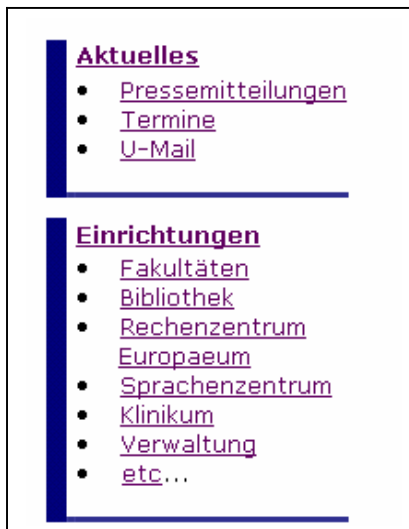 Aktuelles
• Pressemitteilungen
• Termine
• U-Mail
Einrichtungen
• Fakultäten
• Bibliothek
• Rechenzentrum
Europaeum
• Sprachenzentrum
• Klinikum
• Verwaltung
• etc...